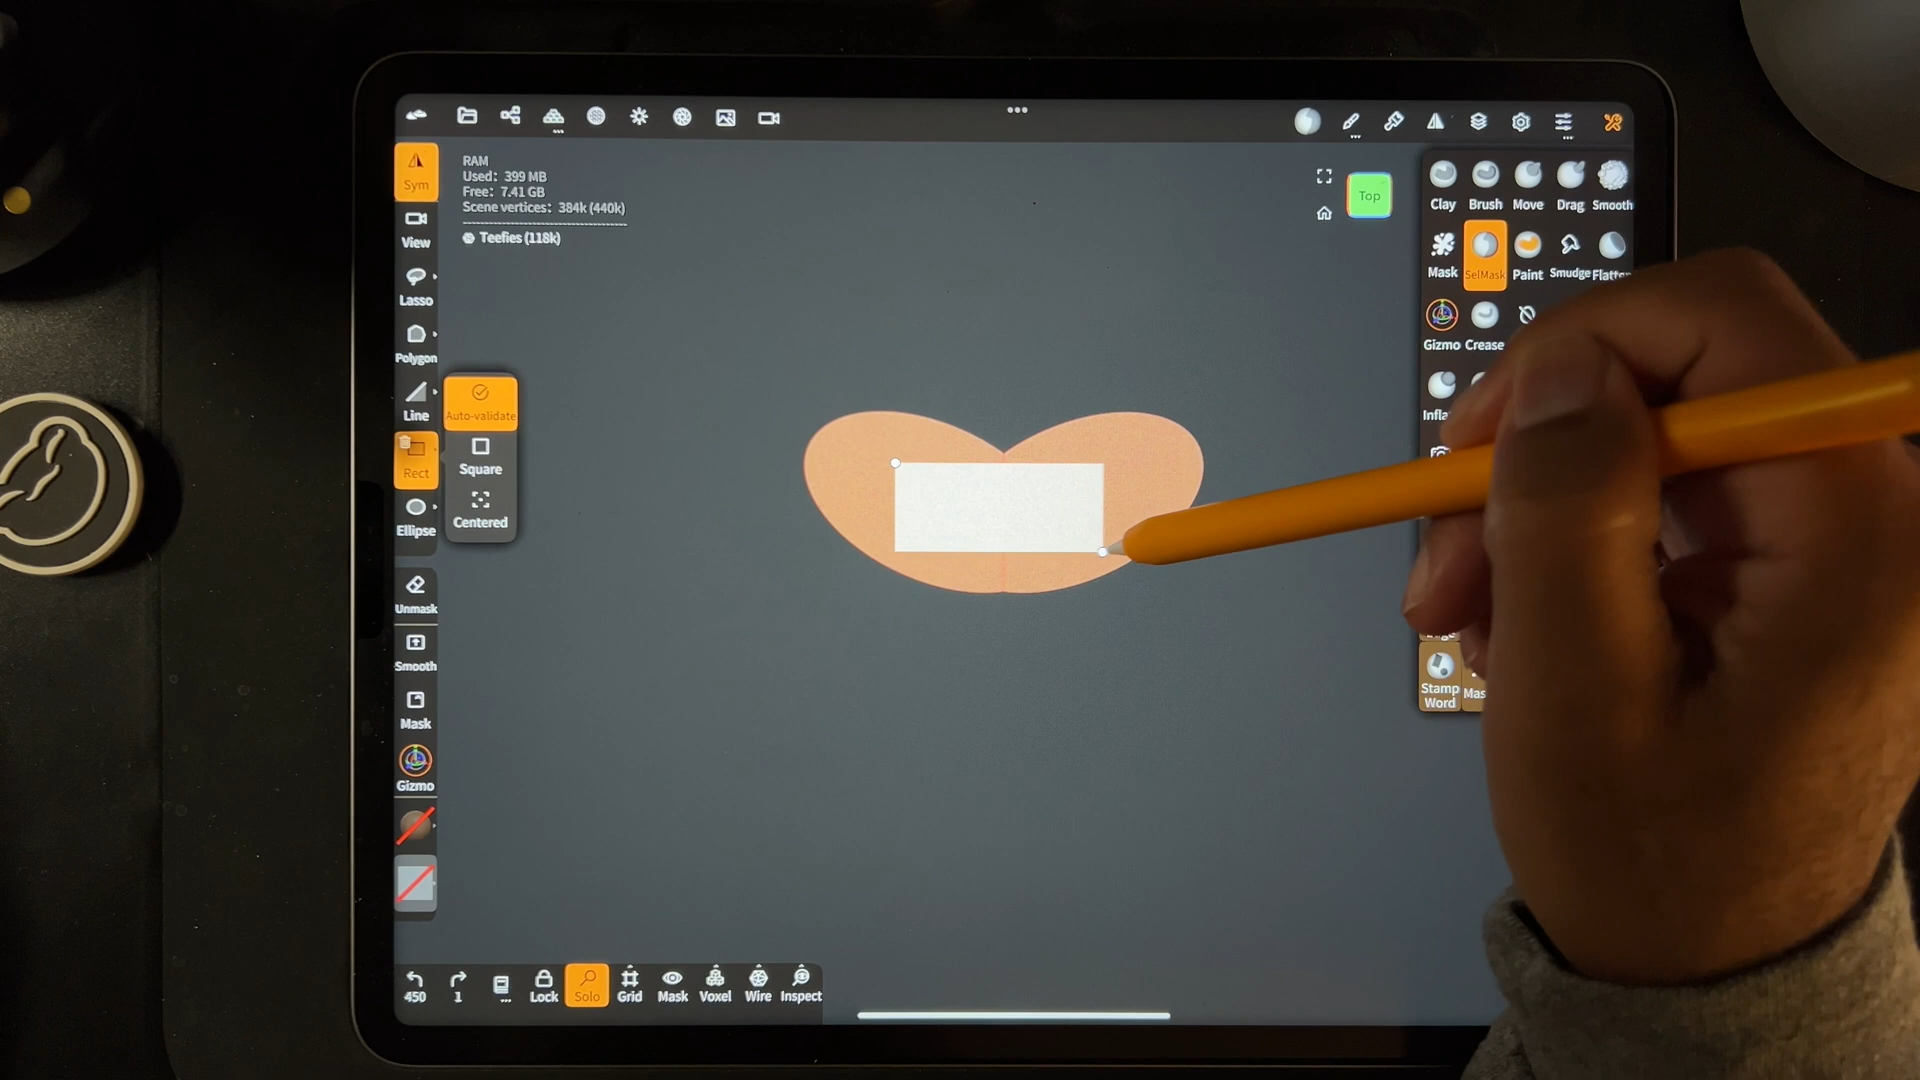 RAM
Used: 399 MB
Free: 7.41 GB
Scene vertices: 384k (440k)
Teefies (118k)
Top
Sym
View
Lasso
Polygon
Line
Rect
Ellipse
Auto-validate
Square
Centered
Unmask
Smooth
Mask
Gizmo
Clay Brush Move Drag Smooth
Mask SelMask Paint Smudge
Gizmo Crease
Stamp
Word
450
1
Lock
Solo
Grid
Mask
Voxel
Wire
Inspect